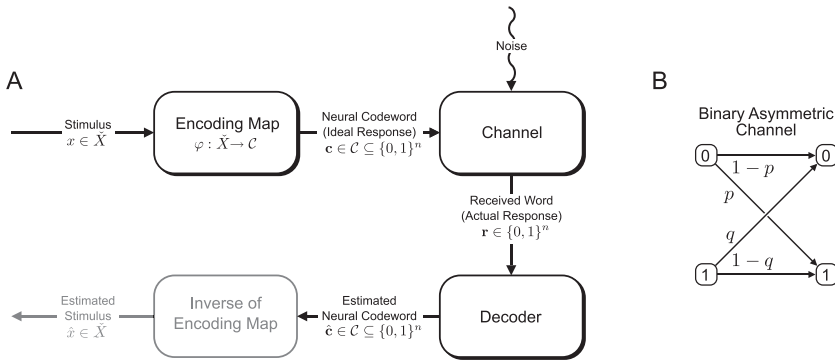 A
Noise
Stimulus
x ∈ X̌
Encoding Map
φ : X̌ → 𝒞
Neural Codeword
(Ideal Response)
c ∈ 𝒞 ⊆ {0, 1}ⁿ
Channel
Received Word
(Actual Response)
r ∈ {0, 1}ⁿ
Estimated
Stimulus
x̂ ∈ X̌
Inverse of
Encoding Map
Estimated
Neural Codeword
ĉ ∈ 𝒞 ⊆ {0, 1}ⁿ
Decoder
B
Binary Asymmetric
Channel
0
0
1 − p
p
q
1 − q
1
1